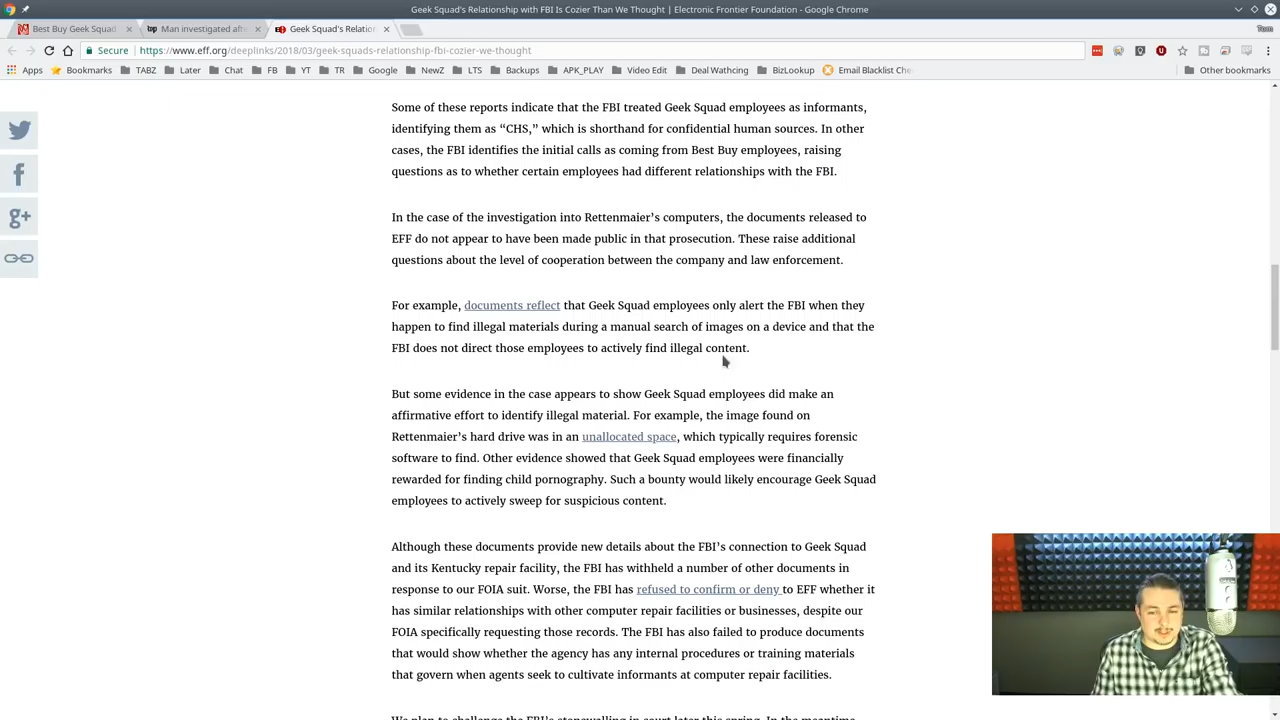 Geek Squad's Relationship with FBI Is Cozier Than We Thought | Electronic Frontier Foundation - Google Chrome
Best Buy Geek Squad
Man investigated afte
Geek Squad's Relation
Tom
Secure
https://www.eff.org/deeplinks/2018/03/geek-squads-relationship-fbi-cozier-we-thought
Apps Bookmarks TABZ Later Chat FB YT TR Google NewZ LTS Backups APK_PLAY Video Edit Deal Wathcing BizLookup Email Blacklist Che Other bookmarks
Some of these reports indicate that the FBI treated Geek Squad employees as informants,
identifying them as “CHS,” which is shorthand for confidential human sources. In other
cases, the FBI identifies the initial calls as coming from Best Buy employees, raising
questions as to whether certain employees had different relationships with the FBI.
In the case of the investigation into Rettenmaier’s computers, the documents released to
EFF do not appear to have been made public in that prosecution. These raise additional
questions about the level of cooperation between the company and law enforcement.
For example, documents reflect that Geek Squad employees only alert the FBI when they
happen to find illegal materials during a manual search of images on a device and that the
FBI does not direct those employees to actively find illegal content.
But some evidence in the case appears to show Geek Squad employees did make an
affirmative effort to identify illegal material. For example, the image found on
Rettenmaier’s hard drive was in an unallocated space, which typically requires forensic
software to find. Other evidence showed that Geek Squad employees were financially
rewarded for finding child pornography. Such a bounty would likely encourage Geek Squad
employees to actively sweep for suspicious content.
Although these documents provide new details about the FBI’s connection to Geek Squad
and its Kentucky repair facility, the FBI has withheld a number of other documents in
response to our FOIA suit. Worse, the FBI has refused to confirm or deny to EFF whether it
has similar relationships with other computer repair facilities or businesses, despite our
FOIA specifically requesting those records. The FBI has also failed to produce documents
that would show whether the agency has any internal procedures or training materials
that govern when agents seek to cultivate informants at computer repair facilities.
We plan to challenge the FBI’s stonewalling in court later this spring. In the meantime